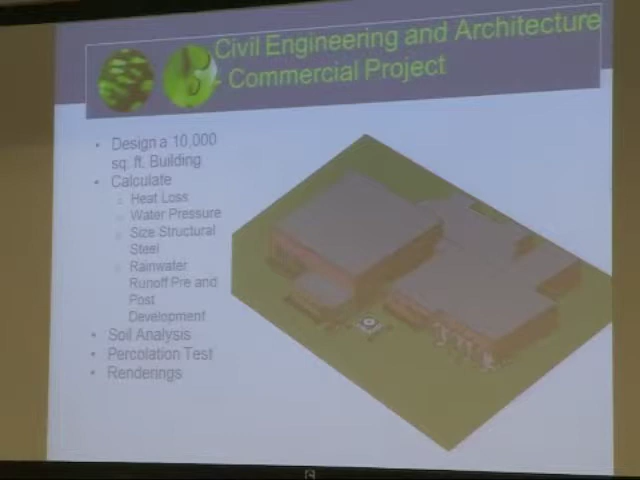 Civil Engineering and Architecture
Commercial Project
• Design a 10,000
sq. ft. Building
• Calculate
Heat Loss
Water Pressure
Size Structural
Steel
Rainwater
Runoff Pre and
Post
Development
• Soil Analysis
• Percolation Test
• Renderings